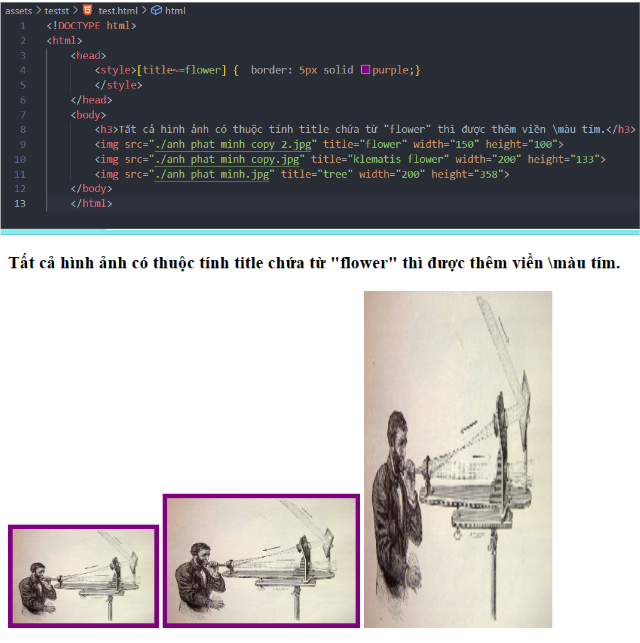 assets > testst > test.html > html
1 <!DOCTYPE html>
2 <html>
3 <head>
4 <style>[title~=flower] {  border: 5px solid purple;}
5 </style>
6 </head>
7 <body>
8 <h3>Tất cả hình ảnh có thuộc tính title chứa từ "flower" thì được thêm viền \màu tím.</h3>
9 <img src="./anh phat minh copy 2.jpg" title="flower" width="150" height="100">
10 <img src="./anh phat minh copy.jpg" title="klematis flower" width="200" height="133">
11 <img src="./anh phat minh.jpg" title="tree" width="200" height="358">
12 </body>
13 </html>
Tất cả hình ảnh có thuộc tính title chứa từ "flower" thì được thêm viền \màu tím.